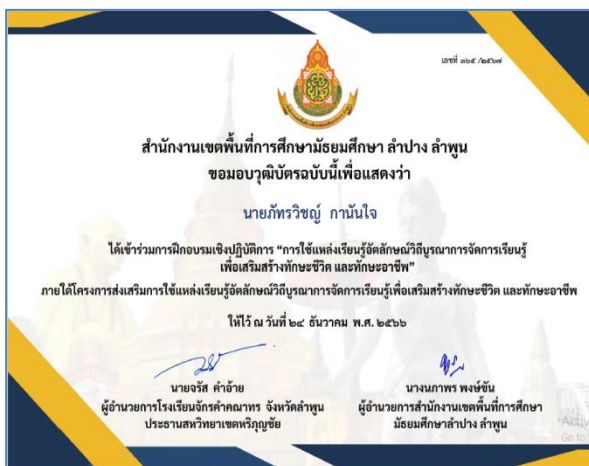 เลขที่ ๓๖๕ /๒๕๖๗
สำนักงานเขตพื้นที่การศึกษามัธยมศึกษา ลำปาง ลำพูน
ขอมอบวุฒิบัตรฉบับนี้เพื่อแสดงว่า
นายภัทรวิชญ์ กานันใจ
ได้เข้าร่วมการฝึกอบรมเชิงปฏิบัติการ “การใช้แหล่งเรียนรู้อัตลักษณ์วิถีบูรณาการจัดการเรียนรู้
เพื่อเสริมสร้างทักษะชีวิต และทักษะอาชีพ”
ภายใต้โครงการส่งเสริมการใช้แหล่งเรียนรู้อัตลักษณ์วิถีบูรณาการจัดการเรียนรู้เพื่อเสริมสร้างทักษะชีวิต และทักษะอาชีพ
ให้ไว้ ณ วันที่ ๒๔ ธันวาคม พ.ศ. ๒๕๖๖
นายจรัส คำอ้าย
ผู้อำนวยการโรงเรียนจักรคำคณาทร จังหวัดลำพูน
ประธานสหวิทยาเขตหริภุญชัย
นางนภาพร พงษ์ขัน
ผู้อำนวยการสำนักงานเขตพื้นที่การศึกษา
มัธยมศึกษาลำปาง ลำพูน
Activ
Go to